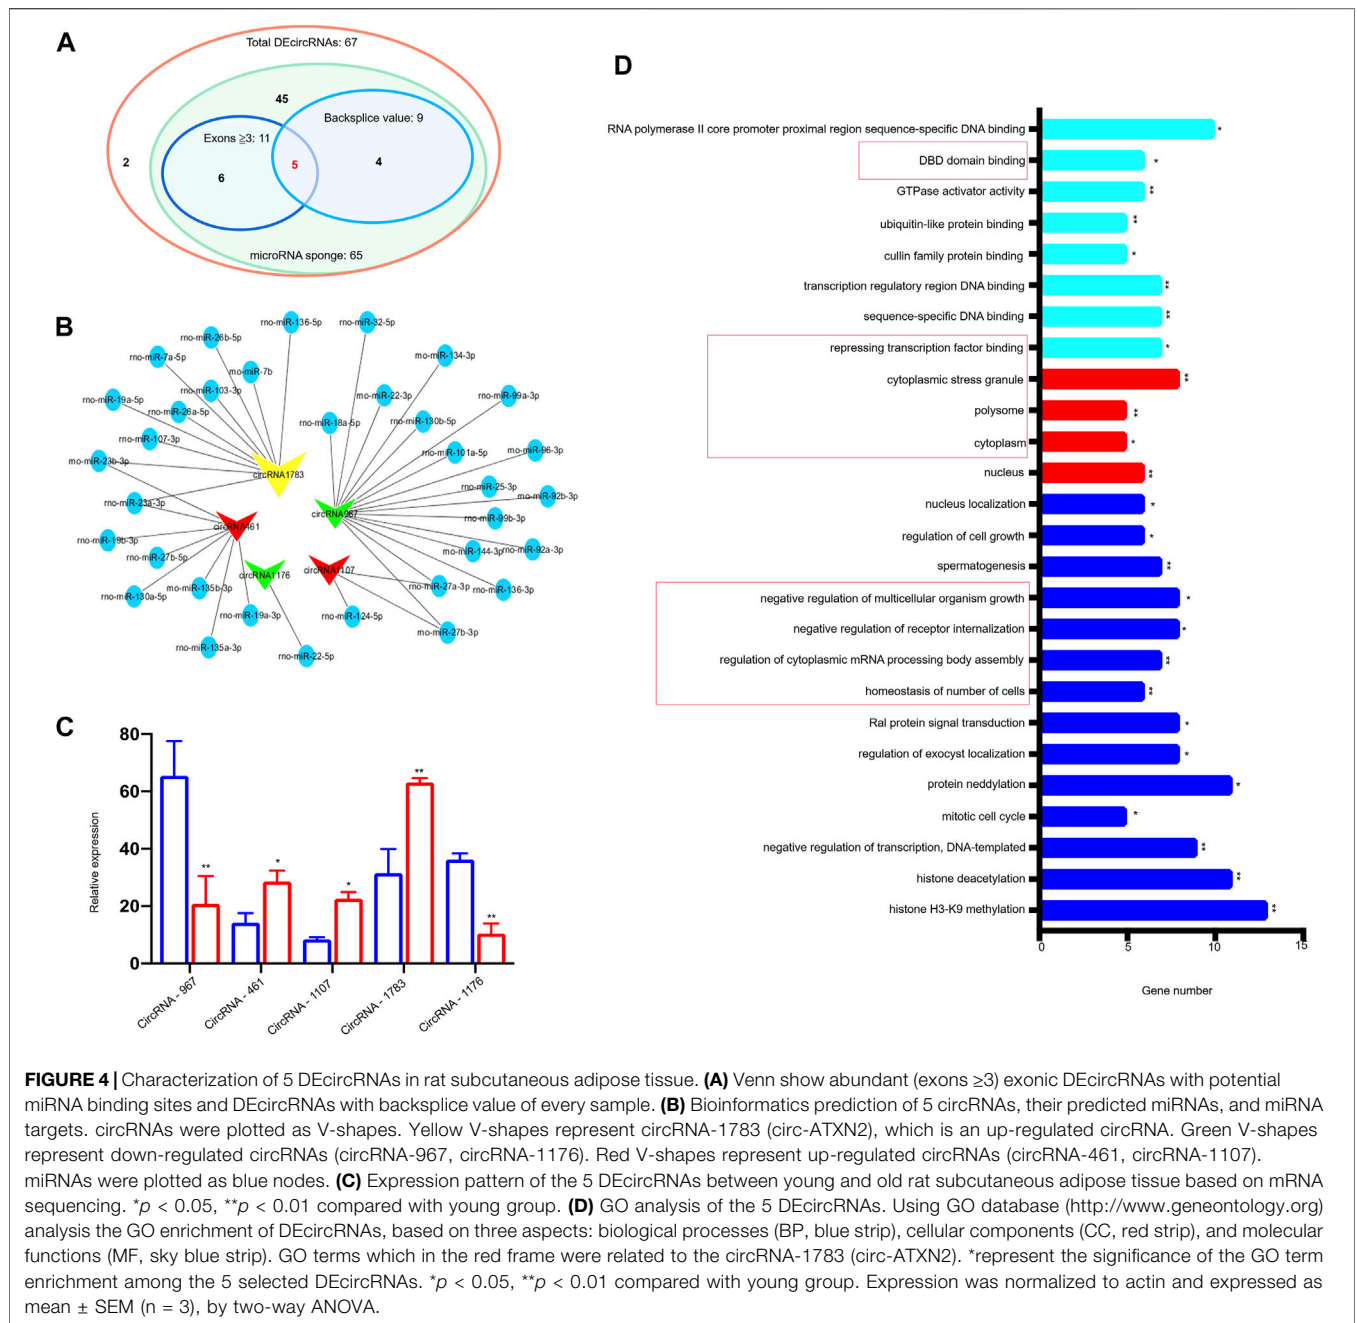 A
Total DEcircRNAs: 67
45
Backsplice value: 9
Exons ≧3: 11
2
5
4
6
microRNA sponge: 65
B
rno-miR-136-5p
rno-miR-32-5p
rno-miR-26b-5p
rno-miR-7a-5p
mo-miR-134-3p
mo-miR-7b
rno-miR-103-3p
mo-miR-22-3p
rno-miR-99a-3p
rno-miR-19a-5p
rno-miR-26a-5p
rno-miR-18a-5p
rno-miR-130b-5p
rno-miR-107-3p
rno-miR-101a-5p
mo-miR-96-3p
mo-miR-23b-3p
circRNA1783
rno-miR-25-3p
mo-miR-92b-3p
rno-miR-23a-3p
circRNA967
rno-miR-99b-3p
circRNA461
rno-miR-19b-3p
mo-miR-144-3p
rno-miR-92a-3p
rno-miR-27b-5p
circRNA1176
circRNA1107
rno-miR-130a-5p
mo-miR-135b-3p
rno-miR-27a-3p
rno-miR-136-3p
rno-miR-19a-3p
rno-miR-124-5p
mo-miR-27b-3p
rno-miR-135a-3p
rno-miR-22-5p
C
Relative expression
80
60
40
20
0
**
*
*
**
**
CircRNA - 967
CircRNA - 461
CircRNA - 1107
CircRNA - 1783
CircRNA - 1176
D
RNA polymerase II core promoter proximal region sequence-specific DNA binding *
DBD domain binding *
GTPase activator activity **
ubiquitin-like protein binding **
cullin family protein binding *
transcription regulatory region DNA binding **
sequence-specific DNA binding **
repressing transcription factor binding *
cytoplasmic stress granule **
polysome **
cytoplasm *
nucleus **
nucleus localization *
regulation of cell growth *
spermatogenesis **
negative regulation of multicellular organism growth *
negative regulation of receptor internalization *
regulation of cytoplasmic mRNA processing body assembly **
homeostasis of number of cells **
Ral protein signal transduction *
regulation of exocyst localization *
protein neddylation *
mitotic cell cycle *
negative regulation of transcription, DNA-templated **
histone deacetylation **
histone H3-K9 methylation **
0 5 10 15
Gene number
FIGURE 4 | Characterization of 5 DEcircRNAs in rat subcutaneous adipose tissue. (A) Venn show abundant (exons ≥3) exonic DEcircRNAs with potential
miRNA binding sites and DEcircRNAs with backsplice value of every sample. (B) Bioinformatics prediction of 5 circRNAs, their predicted miRNAs, and miRNA
targets. circRNAs were plotted as V-shapes. Yellow V-shapes represent circRNA-1783 (circ-ATXN2), which is an up-regulated circRNA. Green V-shapes
represent down-regulated circRNAs (circRNA-967, circRNA-1176). Red V-shapes represent up-regulated circRNAs (circRNA-461, circRNA-1107).
miRNAs were plotted as blue nodes. (C) Expression pattern of the 5 DEcircRNAs between young and old rat subcutaneous adipose tissue based on mRNA
sequencing. *p < 0.05, **p < 0.01 compared with young group. (D) GO analysis of the 5 DEcircRNAs. Using GO database (http://www.geneontology.org)
analysis the GO enrichment of DEcircRNAs, based on three aspects: biological processes (BP, blue strip), cellular components (CC, red strip), and molecular
functions (MF, sky blue strip). GO terms which in the red frame were related to the circRNA-1783 (circ-ATXN2). *represent the significance of the GO term
enrichment among the 5 selected DEcircRNAs. *p < 0.05, **p < 0.01 compared with young group. Expression was normalized to actin and expressed as
mean ± SEM (n = 3), by two-way ANOVA.